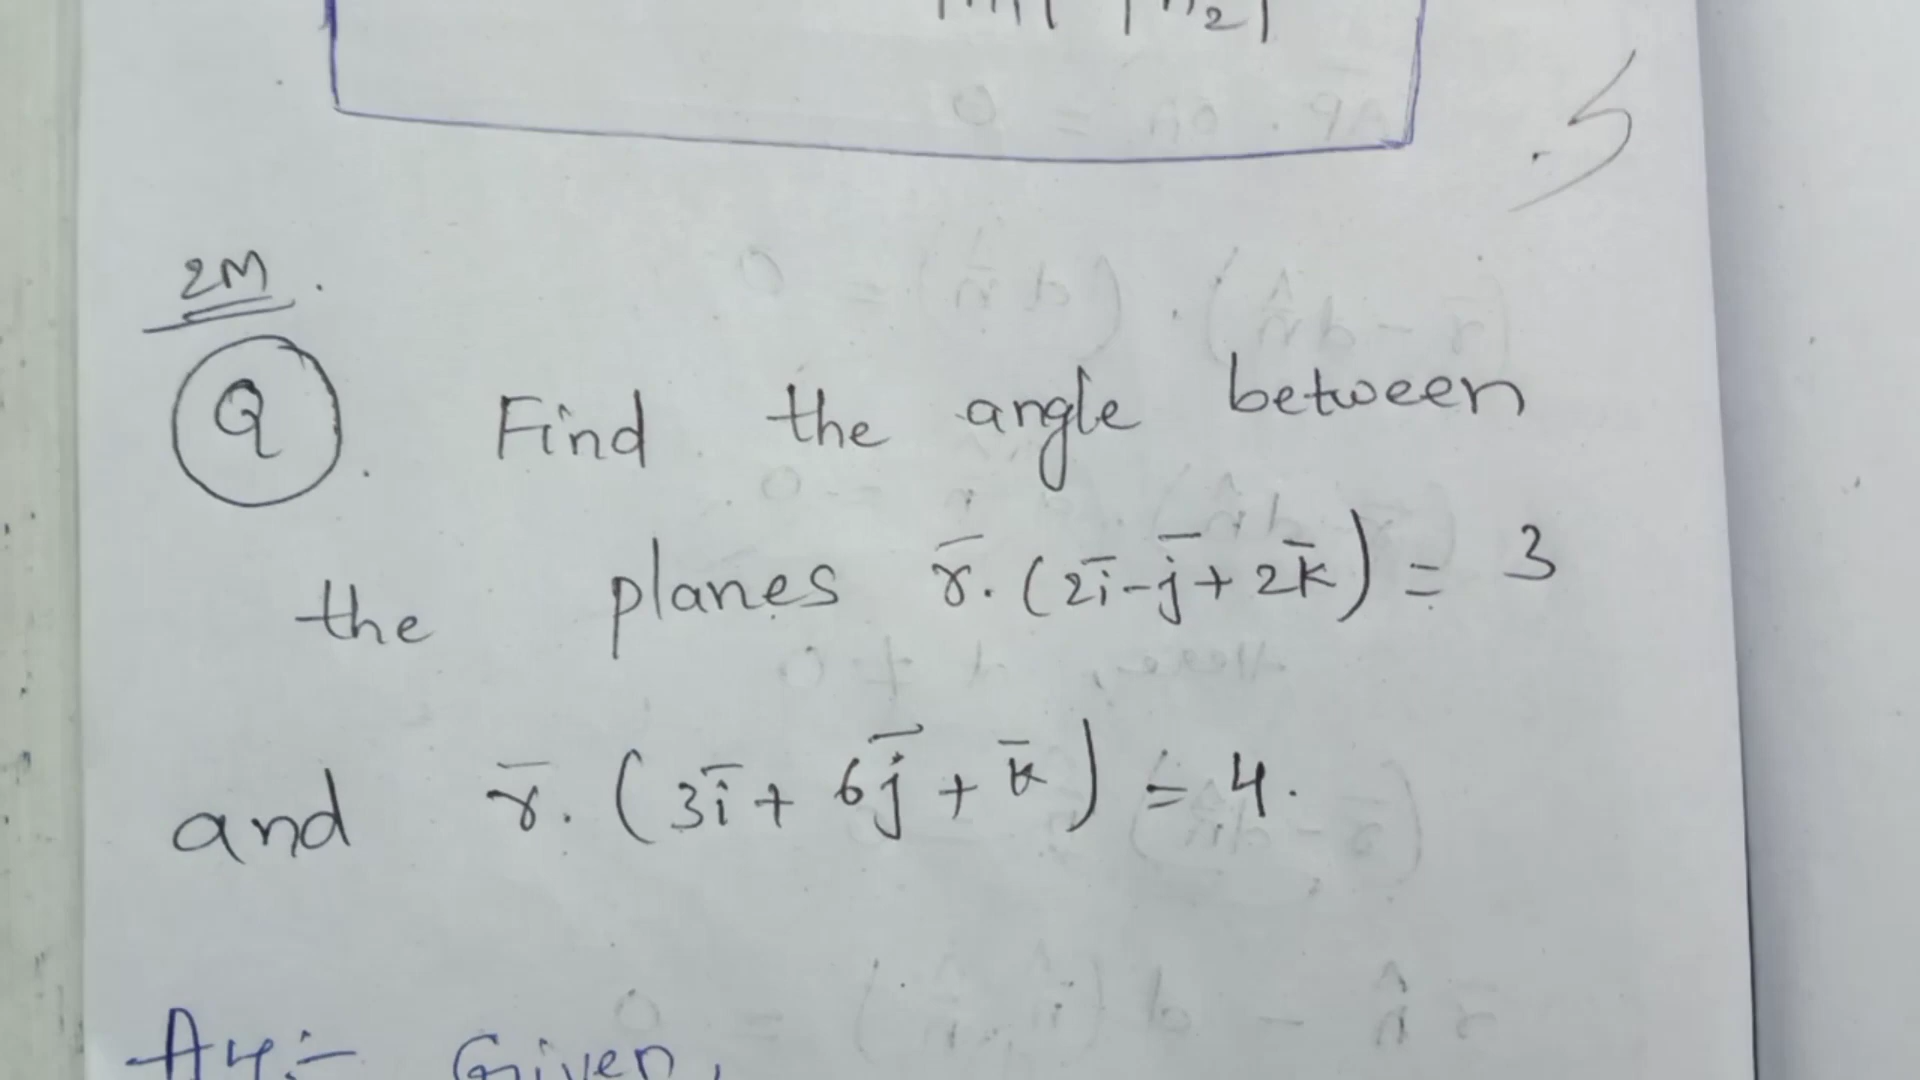 2M.
Q. Find the angle between
the planes r̄. (2ī-j̄+2k̄) = 3
and r̄. (3ī+ 6j̄ + k̄) = 4.
Given,